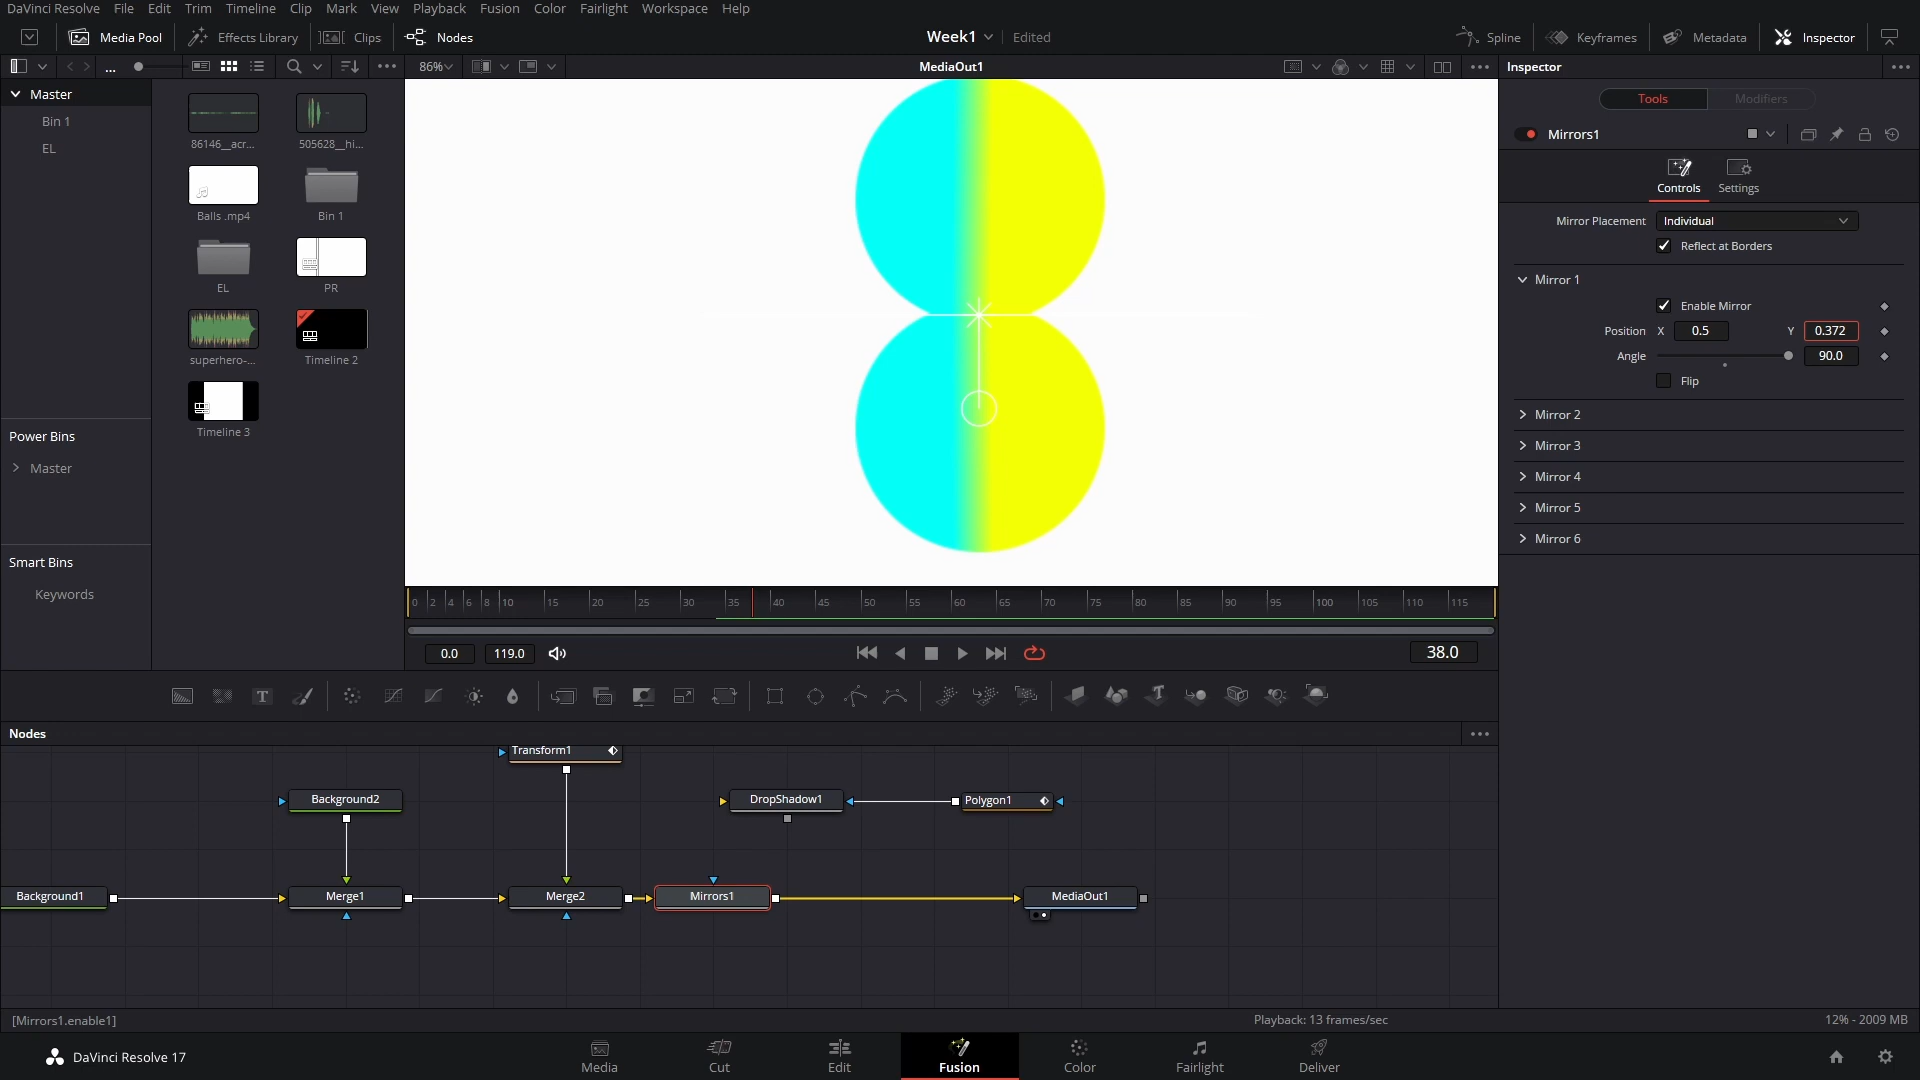 DaVinci Resolve File Edit Trim Timeline Clip Mark View Playback Fusion Color Fairlight Workspace Help
Media Pool Effects Library Clips Nodes Week1 Edited Spline Keyframes Metadata Inspector
... 86% MediaOut1 Inspector
Master
Bin 1
EL
86146__acr...
505628__hi...
Balls .mp4
Bin 1
EL
PR
superhero-...
Timeline 2
Timeline 3
Power Bins
Master
Smart Bins
Keywords
Tools Modifiers
Mirrors1
Controls Settings
Mirror Placement Individual
Reflect at Borders
Mirror 1
Enable Mirror
Position X 0.5 Y 0.372
Angle 90.0
Flip
Mirror 2
Mirror 3
Mirror 4
Mirror 5
Mirror 6
0 2 4 6 8 10 15 20 25 30 35 40 45 50 55 60 65 70 75 80 85 90 95 100 105 110 115
0.0 119.0 38.0
Nodes
Transform1
Background2 DropShadow1 Polygon1
Background1 Merge1 Merge2 Mirrors1 MediaOut1
[Mirrors1.enable1] Playback: 13 frames/sec 12% - 2009 MB
DaVinci Resolve 17 Media Cut Edit Fusion Color Fairlight Deliver